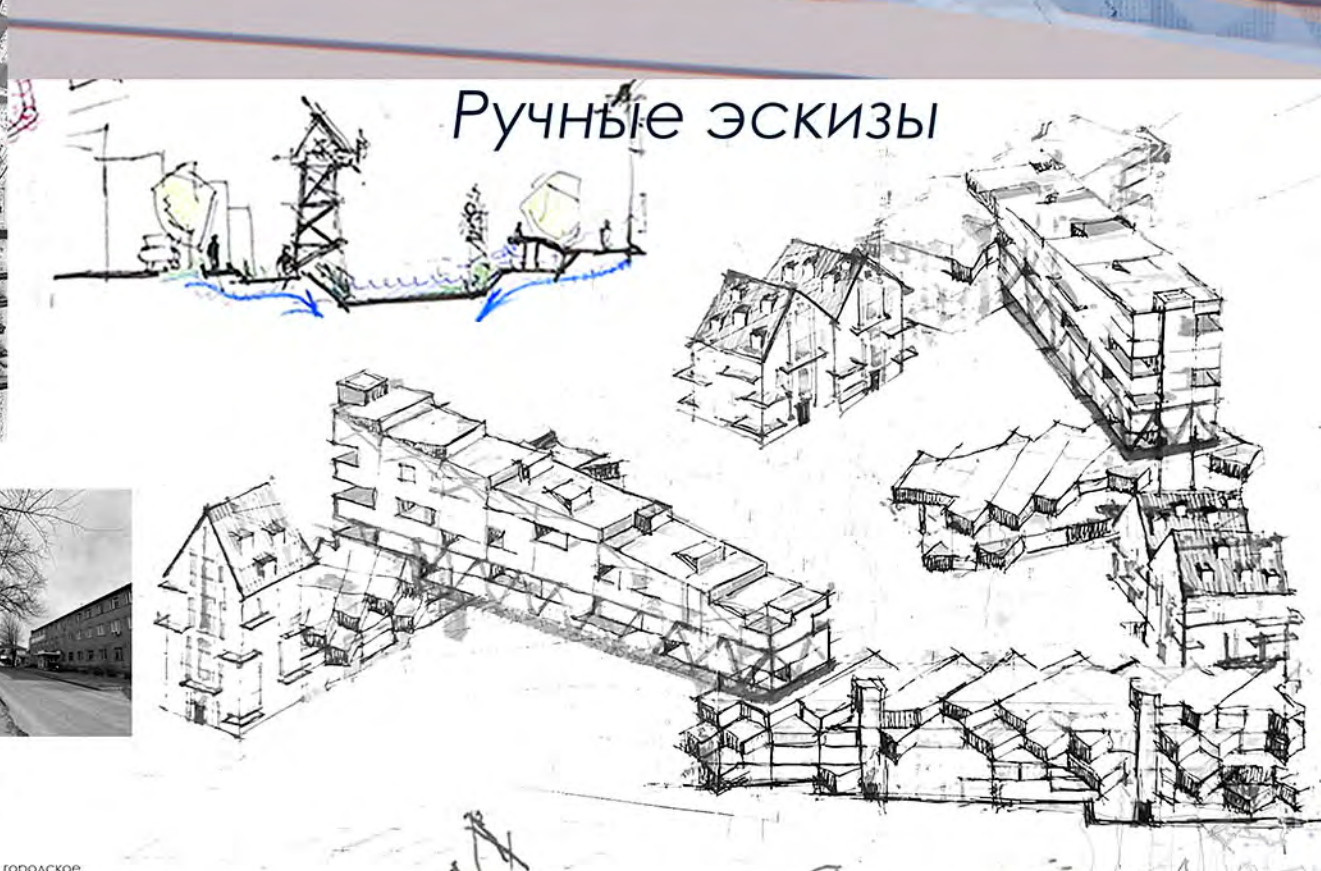 Ручные эскизы
городское